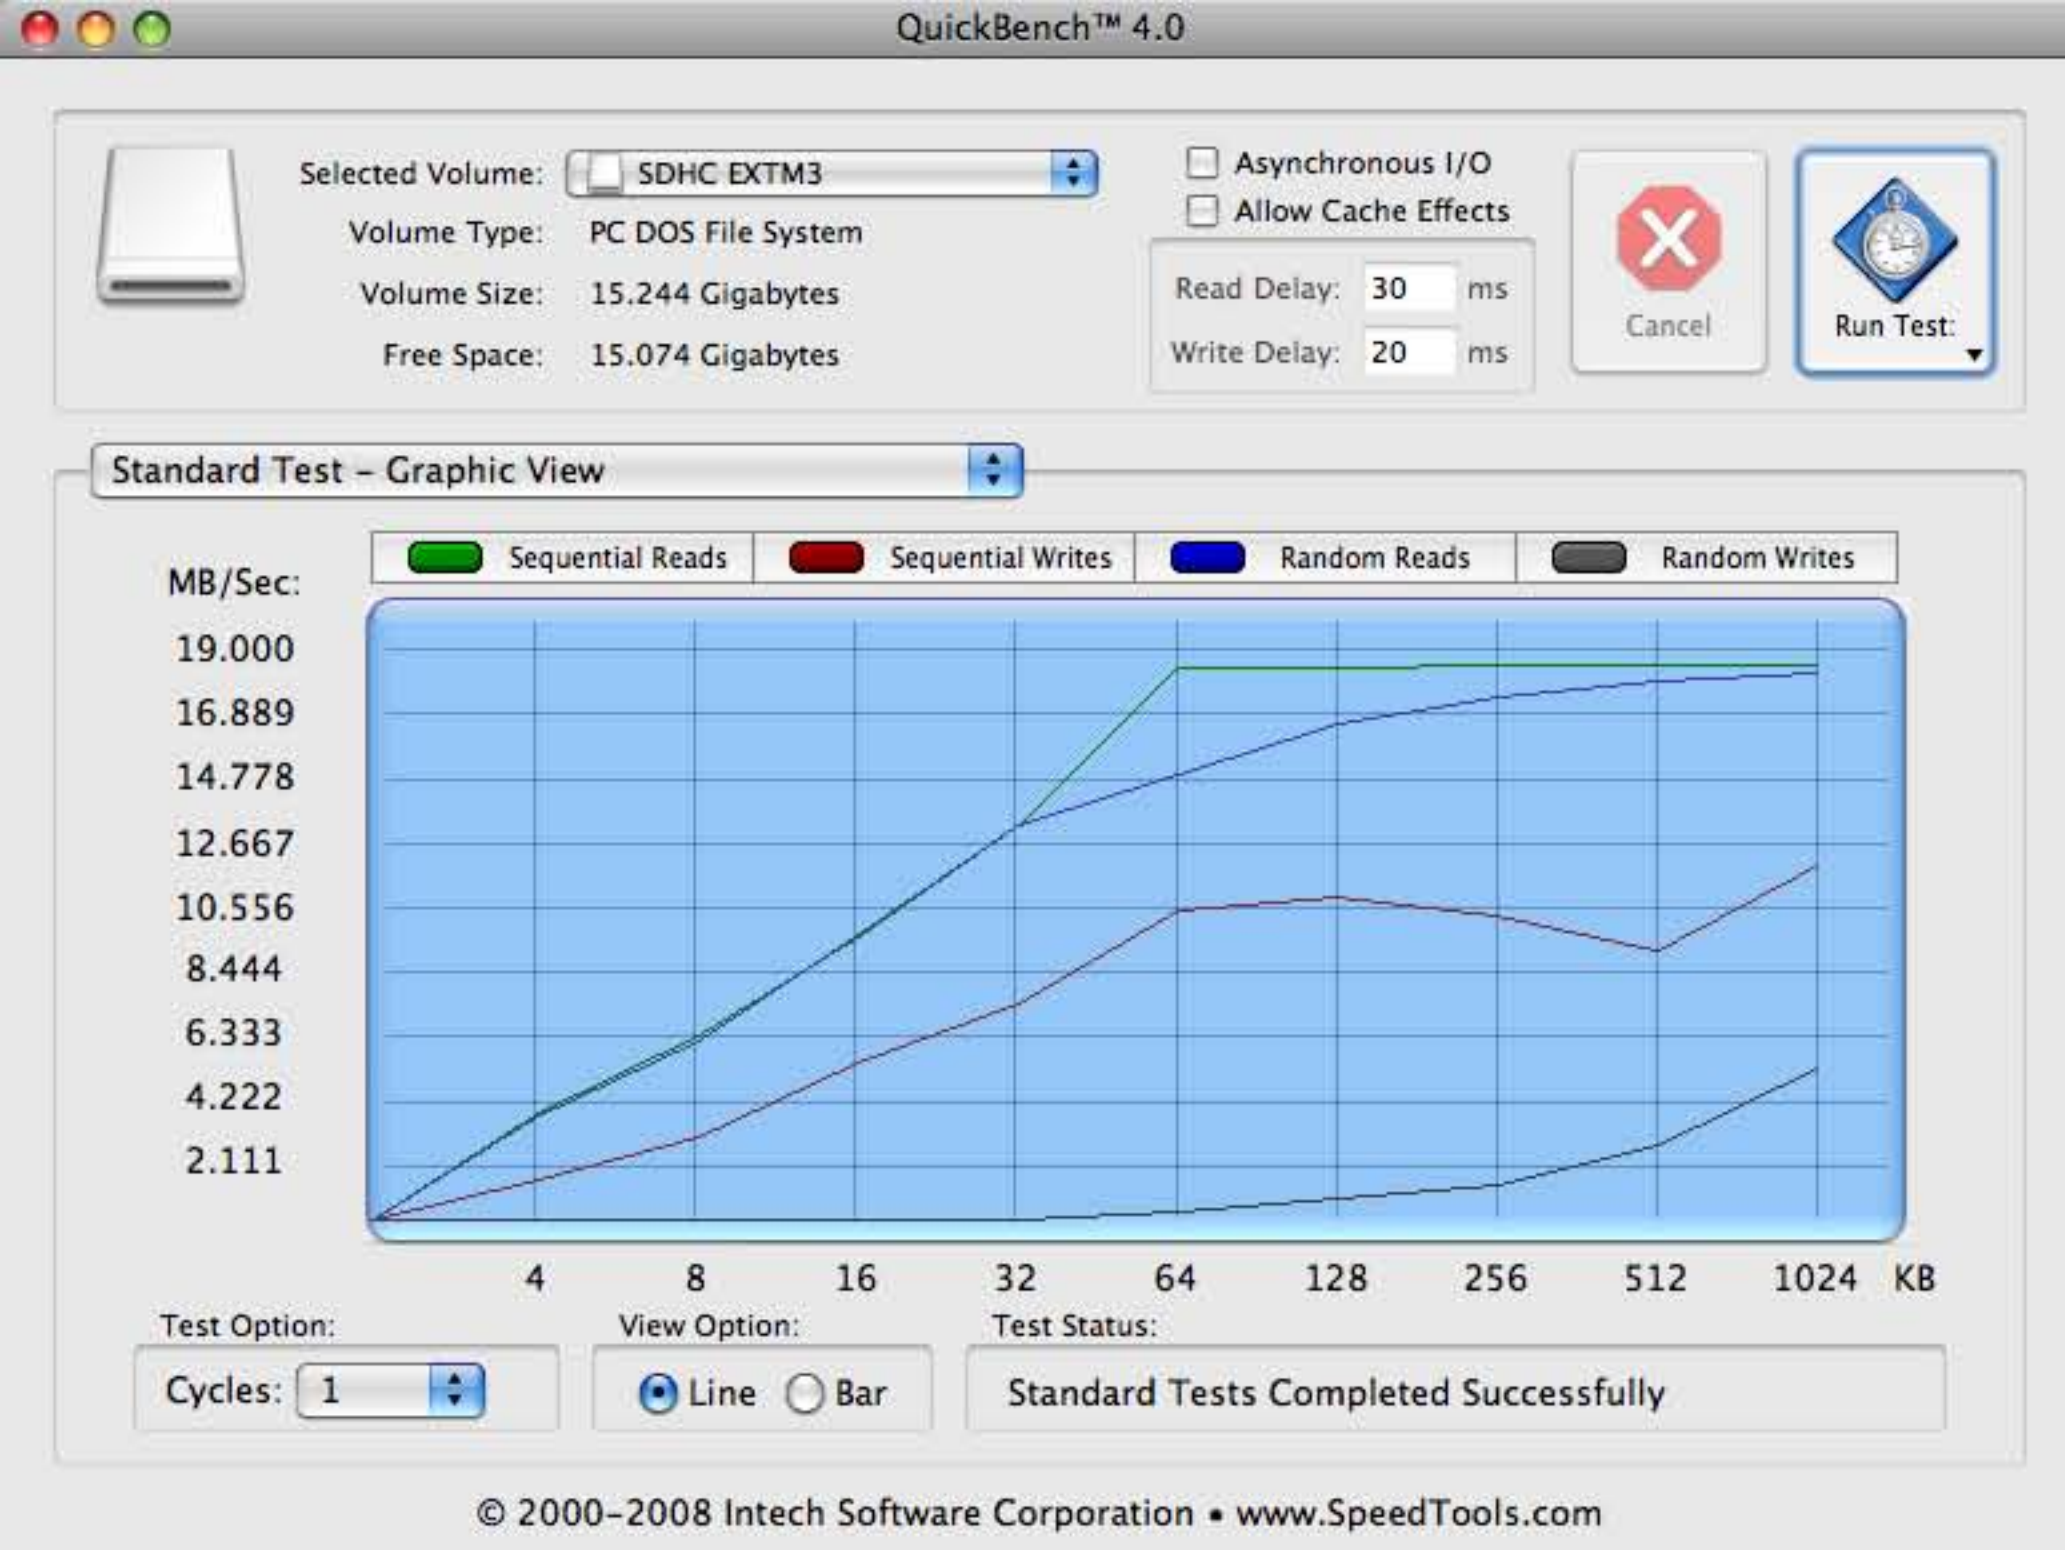 QuickBench™ 4.0
Selected Volume: SDHC EXTM3
Volume Type: PC DOS File System
Volume Size: 15.244 Gigabytes
Free Space: 15.074 Gigabytes
Asynchronous I/O
Allow Cache Effects
Read Delay: 30 ms
Write Delay: 20 ms
Cancel
Run Test:
Standard Test – Graphic View
Sequential Reads Sequential Writes Random Reads Random Writes
MB/Sec:
19.000
16.889
14.778
12.667
10.556
8.444
6.333
4.222
2.111
4 8 16 32 64 128 256 512 1024 KB
Test Option: View Option: Test Status:
Cycles: 1 Line Bar Standard Tests Completed Successfully
© 2000–2008 Intech Software Corporation • www.SpeedTools.com